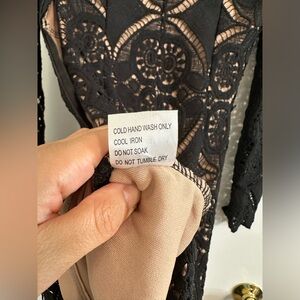 COLD HAND WASH ONLY
COOL IRON
DO NOT SOAK
DO NOT TUMBLE DRY